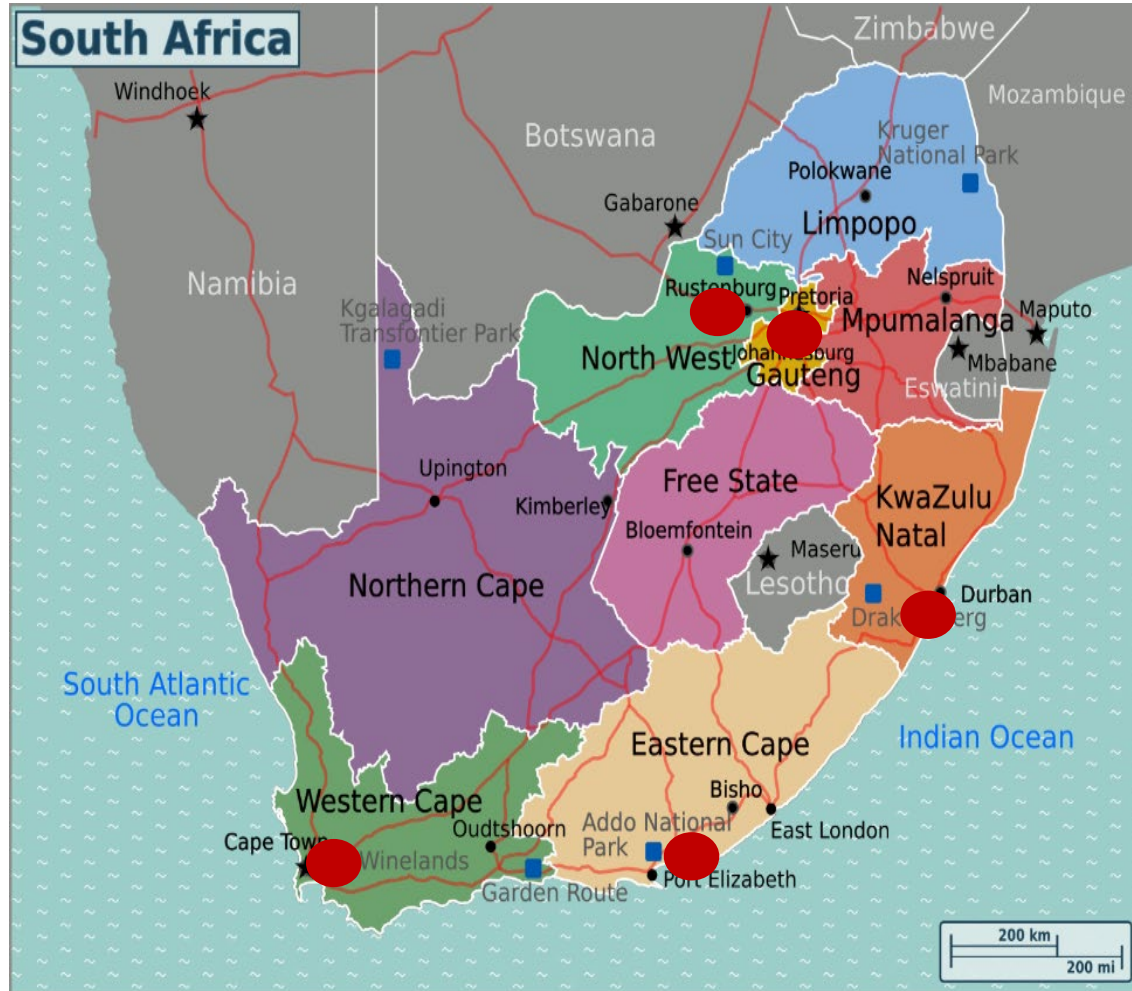 South Africa
Zimbabwe
Windhoek
Mozambique
Botswana
Kruger
National Park
Polokwane
Gabarone
Limpopo
Sun City
Namibia
Nelspruit
Rustenburg
Pretoria
Kgalagadi
Transfontier Park
Mpumalanga
Maputo
North West
Johannesburg
Mbabane
Gauteng
Eswatini
Upington
Free State
Kimberley
KwaZulu
Natal
Bloemfontein
Maseru
Northern Cape
Lesotho
Durban
South Atlantic
Ocean
Eastern Cape
Indian Ocean
Bisho
Western Cape
Oudtshoorn
Addo National
Park
East London
Cape Town
Winelands
Port Elizabeth
Garden Route
200 km
200 mi